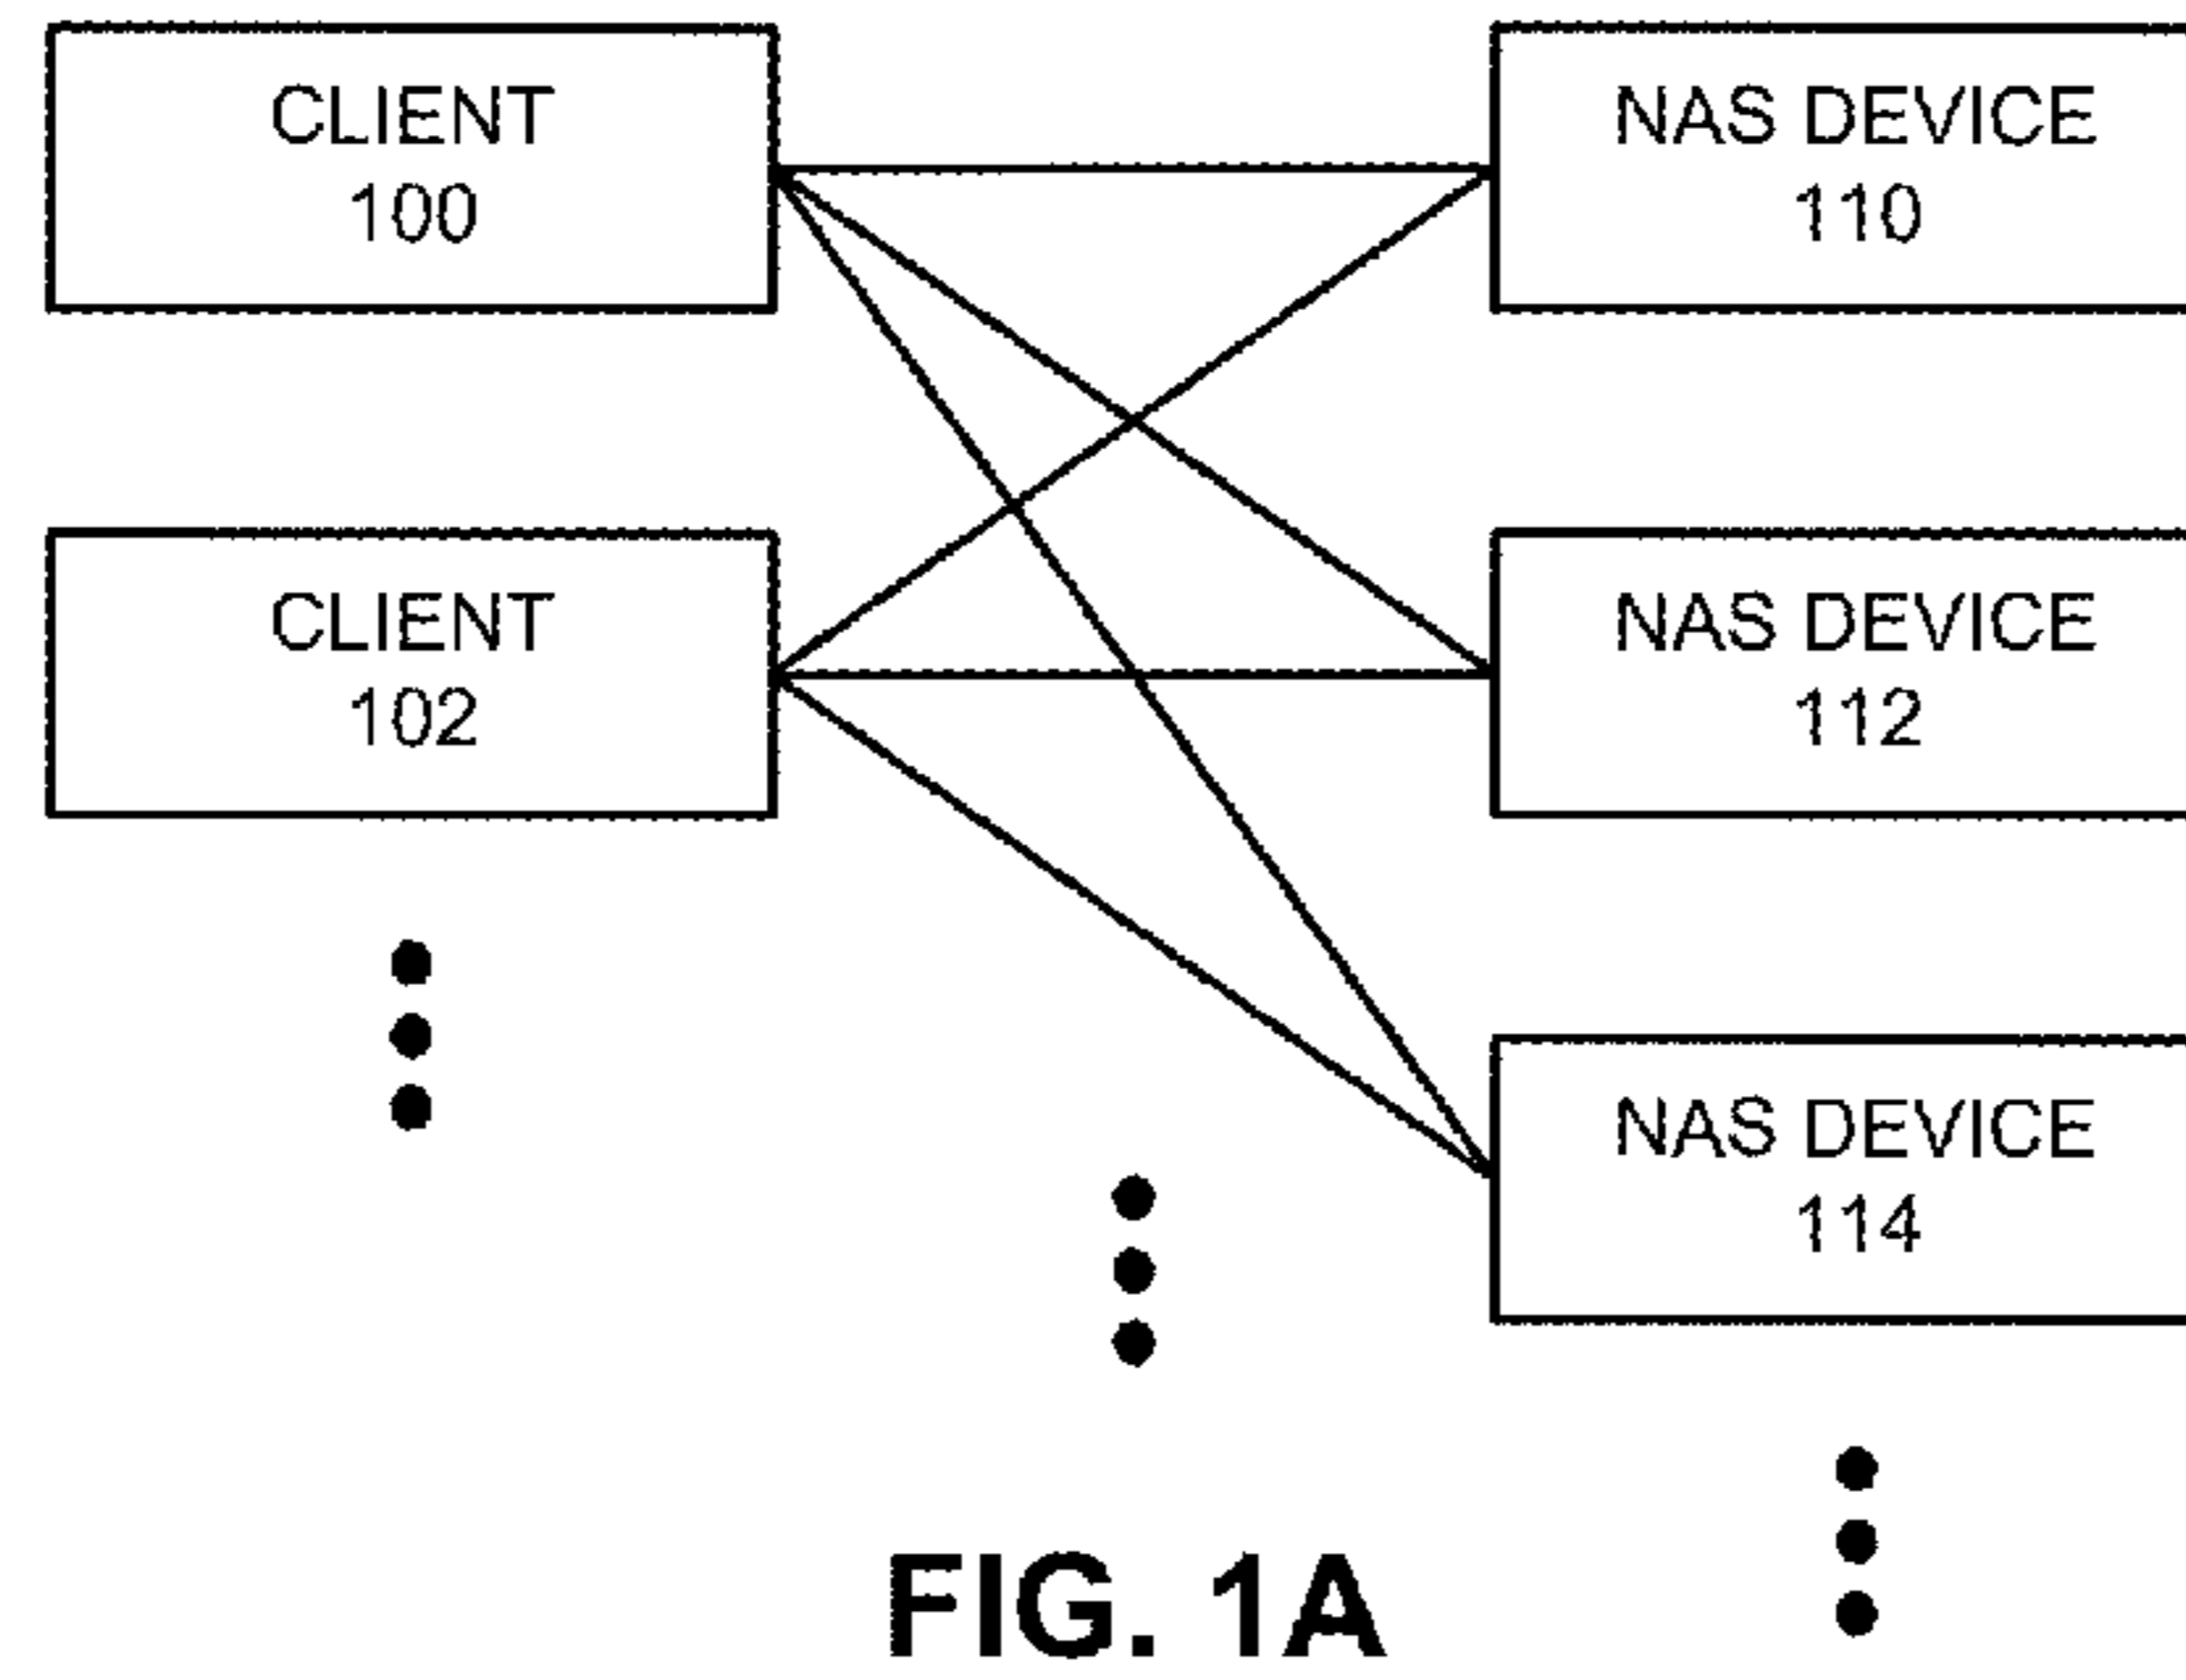 CLIENT
100
NAS DEVICE
110
CLIENT
102
NAS DEVICE
112
NAS DEVICE
114
FIG. 1A